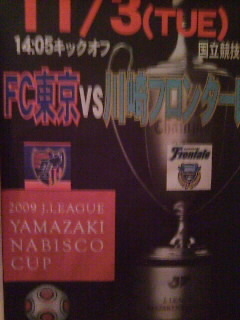 11/3(TUE)
14:05キックオフ
国立競技
FC東京VS川崎フロンター
Frontale
2009 J.LEAGUE
YAMAZAKI
NABISCO
CUP